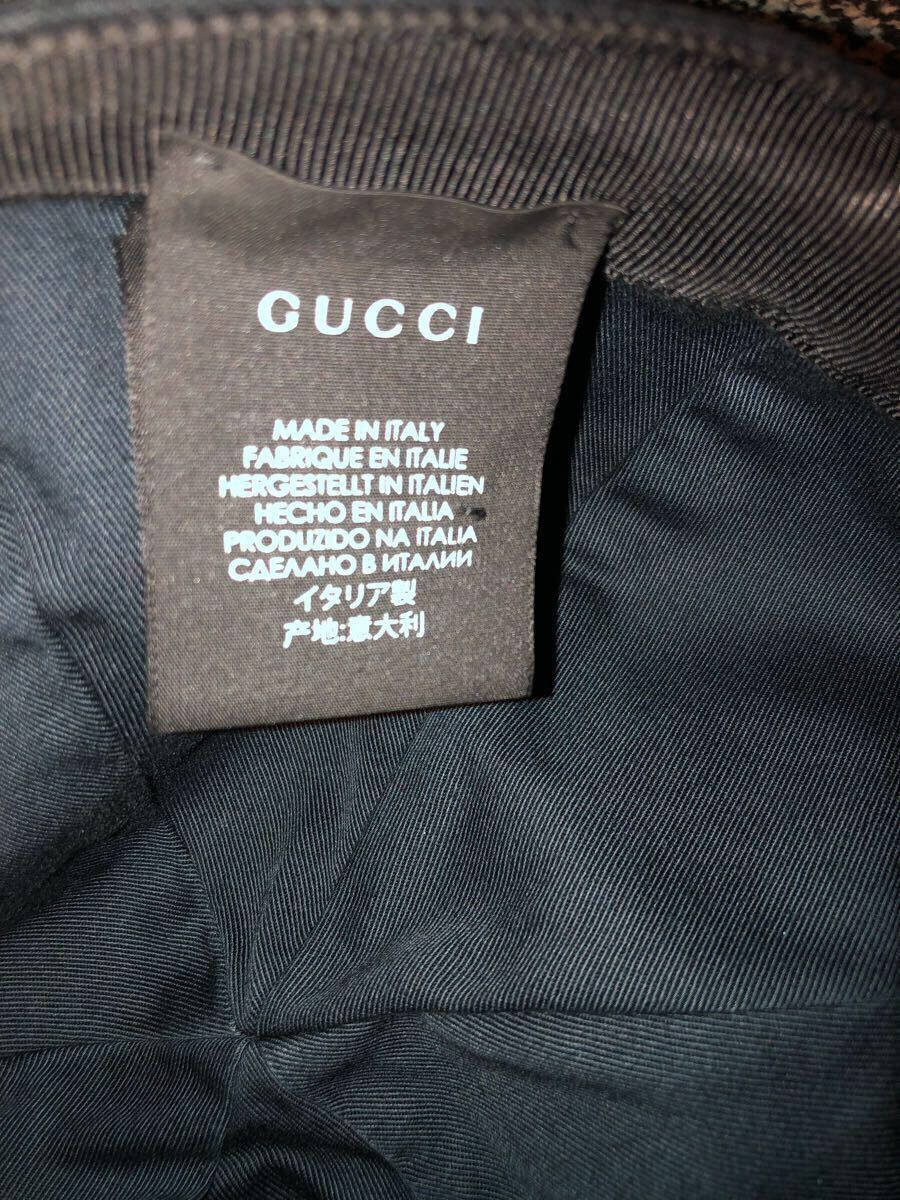 GUCCI
MADE IN ITALY
FABRIQUE EN ITALIE
HERGESTELLT IN ITALIEN
HECHO EN ITALIA
PRODUZIDO NA ITALIA
СДЕЛАНО В ИТАЛИИ
イタリア製
产地:意大利